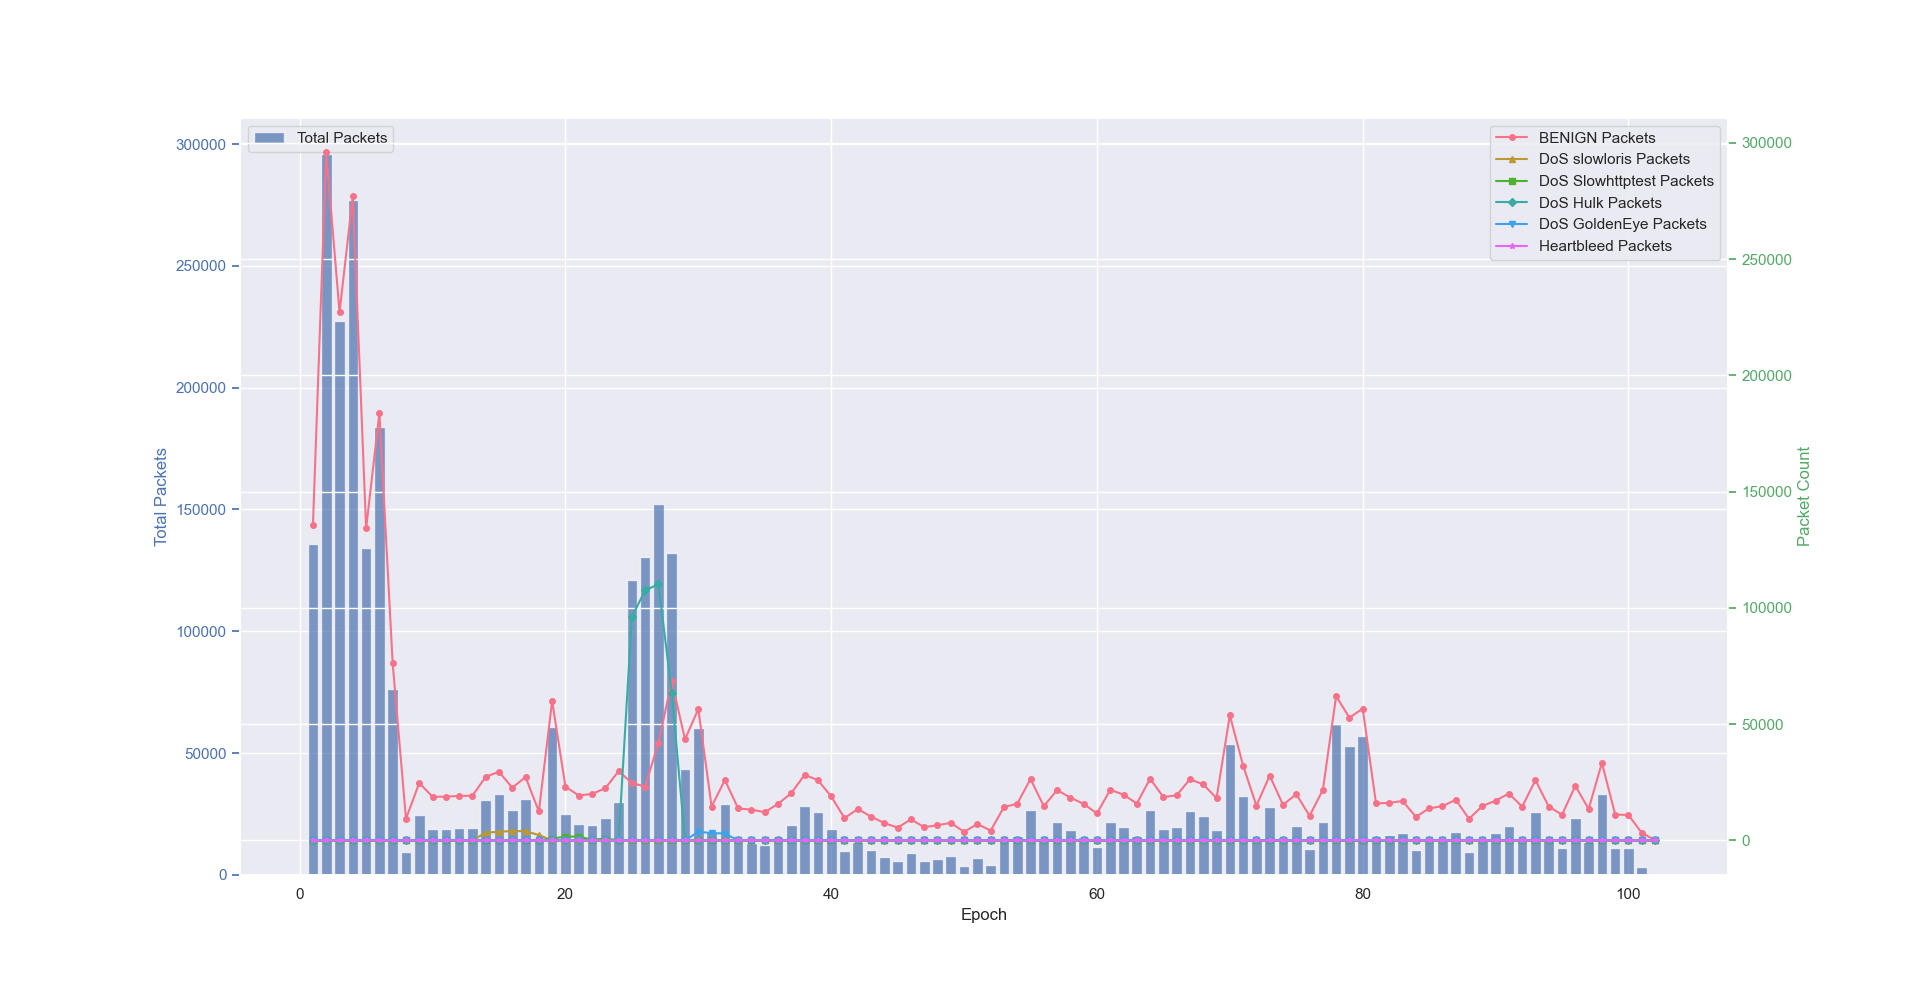 Total Packets
BENIGN Packets
DoS slowloris Packets
DoS Slowhttptest Packets
DoS Hulk Packets
DoS GoldenEye Packets
Heartbleed Packets
300000
250000
200000
150000
100000
50000
0
Total Packets
300000
250000
200000
150000
100000
50000
0
Packet Count
0 20 40 60 80 100
Epoch